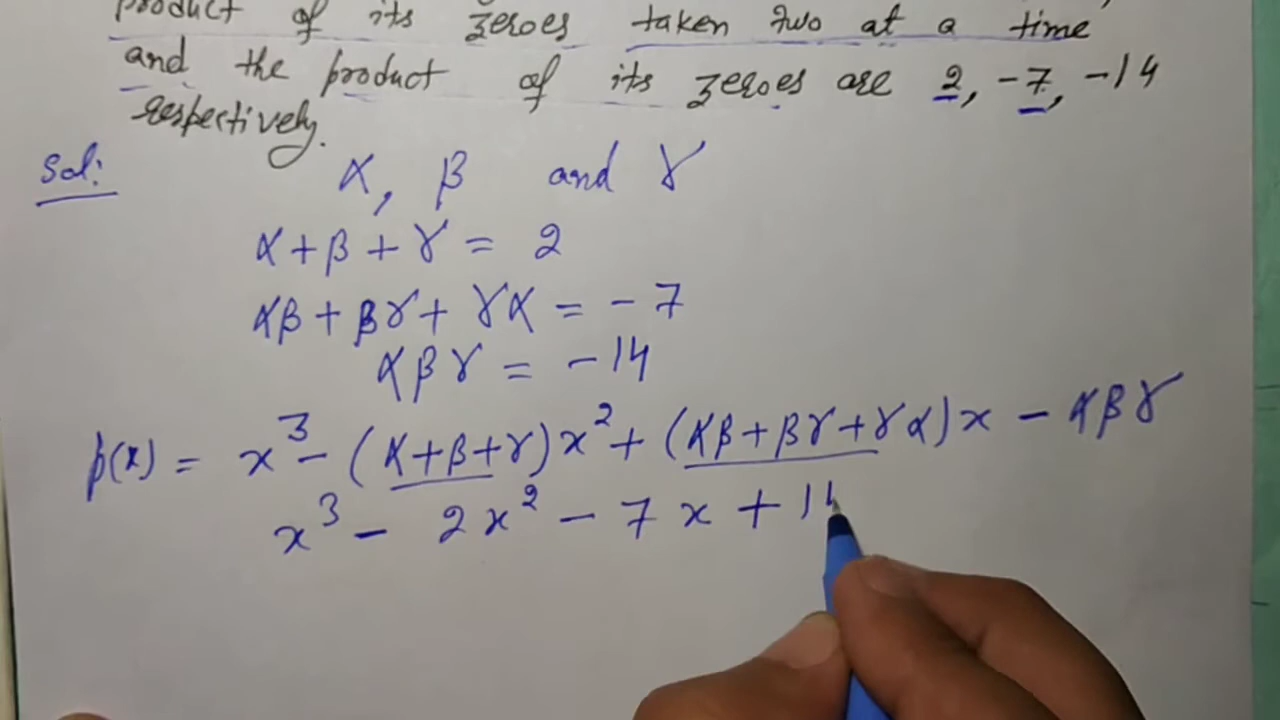 product of its zeroes taken two at a time
and the product of its zeroes are 2, -7, -14
respectively.
Sol:
α, β and γ
α + β + γ = 2
αβ + βγ + γα = -7
αβγ = -14
p(x) = x³ - (α+β+γ)x² + (αβ+βγ+γα)x - αβγ
x³ - 2x² - 7x + 14